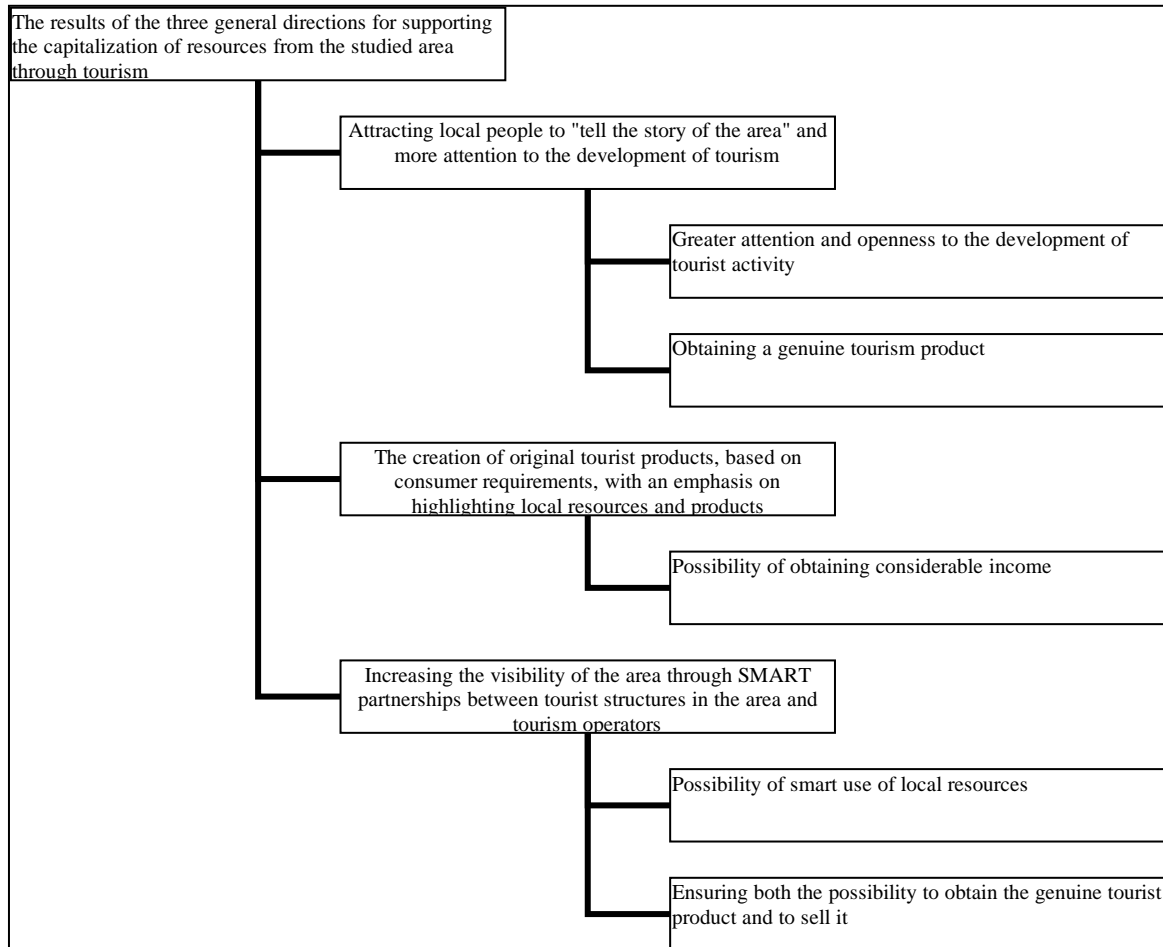 The results of the three general directions for supporting
the capitalization of resources from the studied area
through tourism
Attracting local people to "tell the story of the area" and
more attention to the development of tourism
Greater attention and openness to the development of
tourist activity
Obtaining a genuine tourism product
The creation of original tourist products, based on
consumer requirements, with an emphasis on
highlighting local resources and products
Possibility of obtaining considerable income
Increasing the visibility of the area through SMART
partnerships between tourist structures in the area and
tourism operators
Possibility of smart use of local resources
Ensuring both the possibility to obtain the genuine tourist
product and to sell it